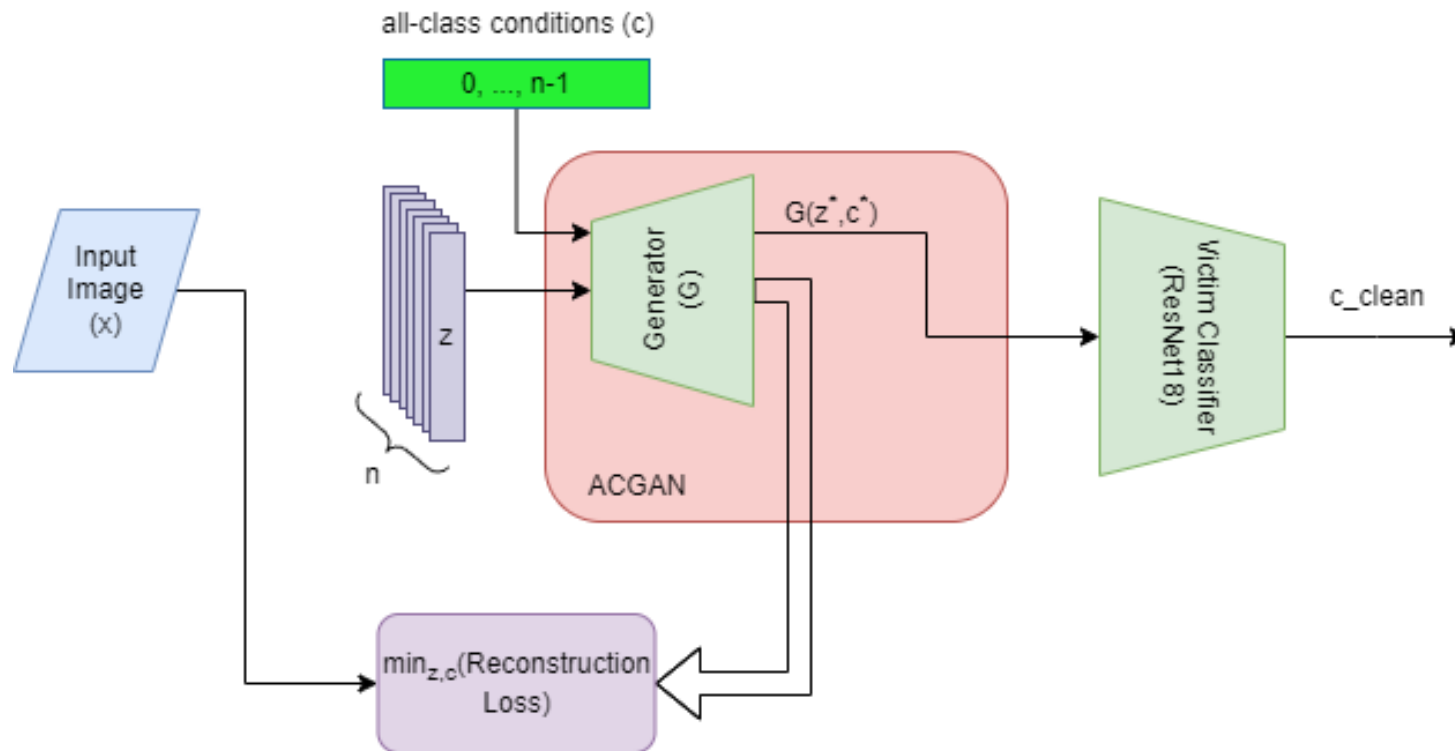 all-class conditions (c)
0, ..., n-1
Input
Image
(x)
z
n
Generator
(G)
G(z*,c*)
ACGAN
Victim Classifier
(ResNet18)
c_clean
min_z,c(Reconstruction
Loss)